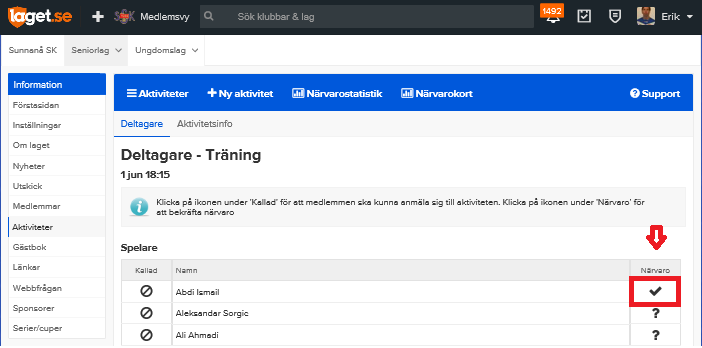 laget.se
Medlemsvy
Sök klubbar & lag
1492
Erik
Sunnanå SK
Seniorlag
Ungdomslag
Information
Förstasidan
Inställningar
Om laget
Nyheter
Utskick
Medlemmar
Aktiviteter
Gästbok
Länkar
Webbfrågan
Sponsorer
Serier/cuper
Aktiviteter
Ny aktivitet
Närvarostatistik
Närvarokort
Support
Deltagare
Aktivitetsinfo
Deltagare - Träning
1 jun 18:15
Klicka på ikonen under 'Kallad' för att medlemmen ska kunna anmäla sig till aktiviteten. Klicka på ikonen under 'Närvaro' för
att bekräfta närvaro
Spelare
Kallad Namn Närvaro
Abdi Ismail
Aleksandar Sorgic ?
Ali Ahmadi ?